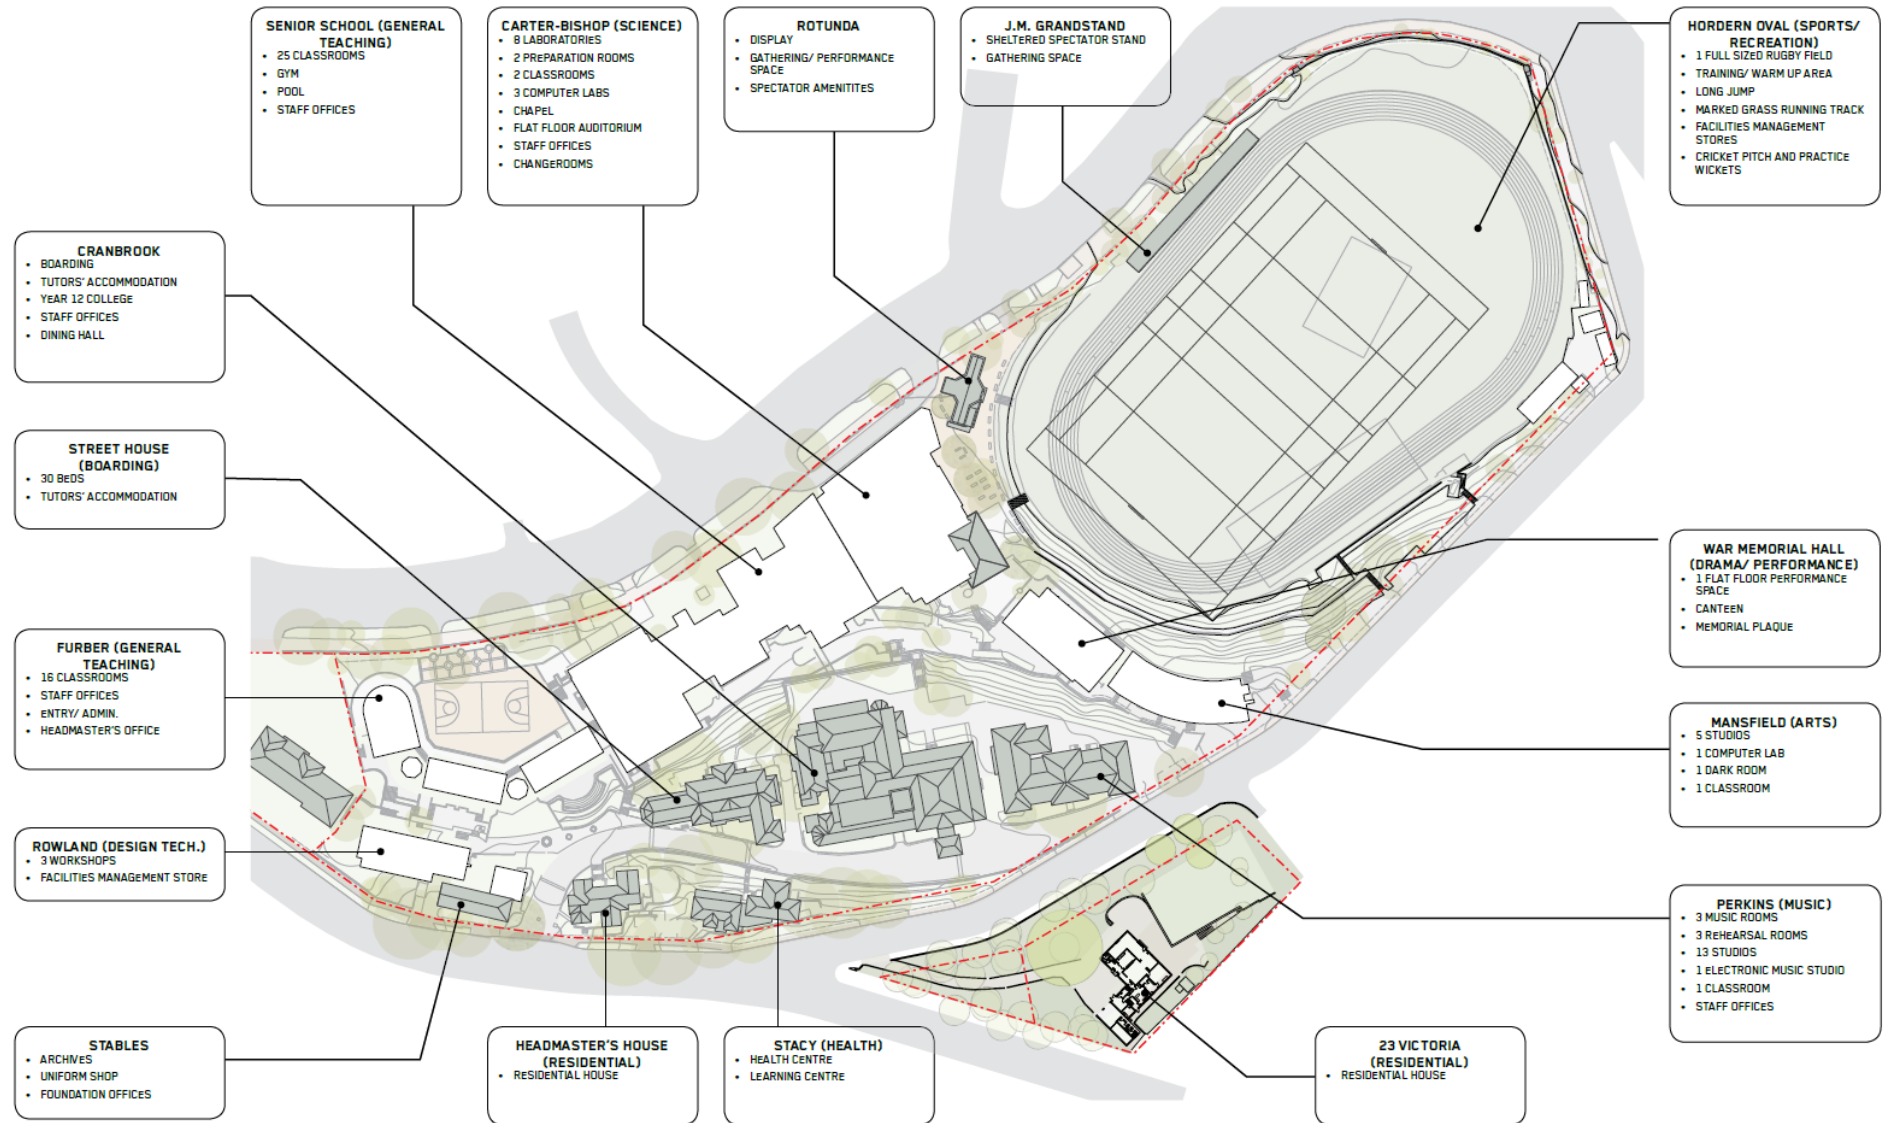 SENIOR SCHOOL (GENERAL
TEACHING)
• 25 CLASSROOMS
• GYM
• POOL
• STAFF OFFICES
CARTER-BISHOP (SCIENCE)
• 8 LABORATORIES
• 2 PREPARATION ROOMS
• 2 CLASSROOMS
• 3 COMPUTER LABS
• CHAPEL
• FLAT FLOOR AUDITORIUM
• STAFF OFFICES
• CHANGEROOMS
ROTUNDA
• DISPLAY
• GATHERING/ PERFORMANCE
SPACE
• SPECTATOR AMENITITES
J.M. GRANDSTAND
• SHELTERED SPECTATOR STAND
• GATHERING SPACE
HORDERN OVAL (SPORTS/
RECREATION)
• 1 FULL SIZED RUGBY FIELD
• TRAINING/ WARM UP AREA
• LONG JUMP
• MARKED GRASS RUNNING TRACK
• FACILITIES MANAGEMENT
STORES
• CRICKET PITCH AND PRACTICE
WICKETS
CRANBROOK
• BOARDING
• TUTORS' ACCOMMODATION
• YEAR 12 COLLEGE
• STAFF OFFICES
• DINING HALL
STREET HOUSE
(BOARDING)
• 30 BEDS
• TUTORS' ACCOMMODATION
WAR MEMORIAL HALL
(DRAMA/ PERFORMANCE)
• 1 FLAT FLOOR PERFORMANCE
SPACE
• CANTEEN
• MEMORIAL PLAQUE
FURBER (GENERAL
TEACHING)
• 16 CLASSROOMS
• STAFF OFFICES
• ENTRY/ ADMIN.
• HEADMASTER'S OFFICE
MANSFIELD (ARTS)
• 5 STUDIOS
• 1 COMPUTER LAB
• 1 DARK ROOM
• 1 CLASSROOM
ROWLAND (DESIGN TECH.)
• 3 WORKSHOPS
• FACILITIES MANAGEMENT STORE
PERKINS (MUSIC)
• 3 MUSIC ROOMS
• 3 REHEARSAL ROOMS
• 13 STUDIOS
• 1 ELECTRONIC MUSIC STUDIO
• 1 CLASSROOM
• STAFF OFFICES
STABLES
• ARCHIVES
• UNIFORM SHOP
• FOUNDATION OFFICES
HEADMASTER'S HOUSE
(RESIDENTIAL)
• RESIDENTIAL HOUSE
STACY (HEALTH)
• HEALTH CENTRE
• LEARNING CENTRE
23 VICTORIA
(RESIDENTIAL)
• RESIDENTIAL HOUSE